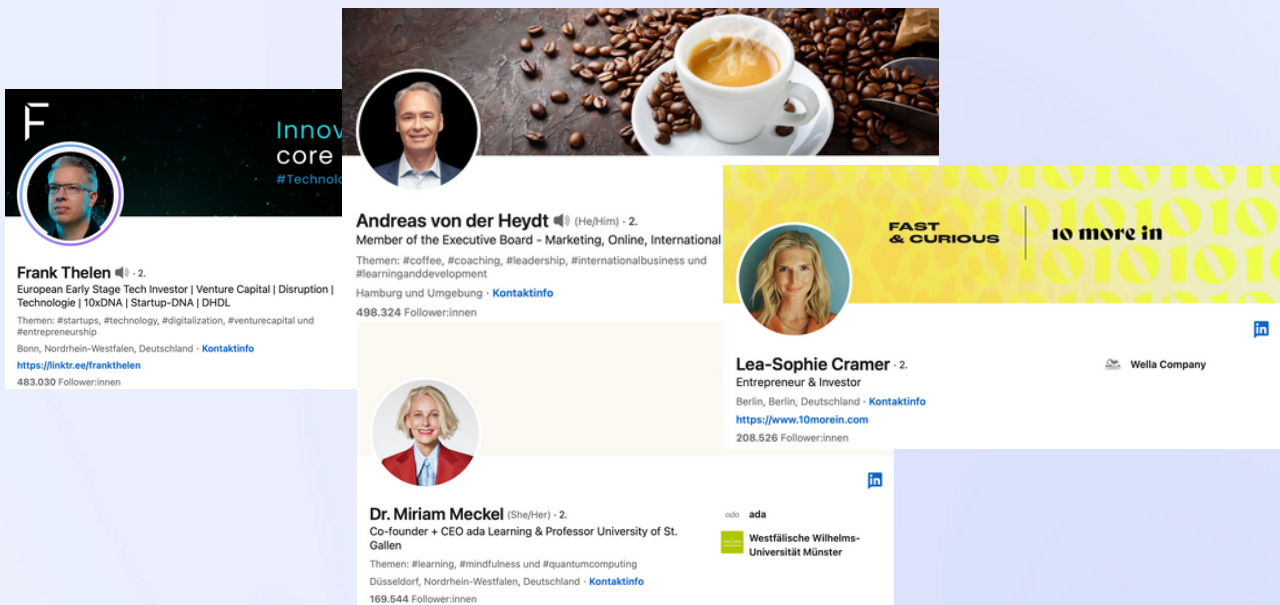 F
Innov
core
#Technolo
Frank Thelen · 2.
European Early Stage Tech Investor | Venture Capital | Disruption |
Technologie | 10xDNA | Startup-DNA | DHDL
Themen: #startups, #technology, #digitalization, #venturecapital und
#entrepreneurship
Bonn, Nordrhein-Westfalen, Deutschland · Kontaktinfo
https://linktr.ee/frankthelen
483.030 Follower:innen
Andreas von der Heydt (He/Him) · 2.
Member of the Executive Board - Marketing, Online, International
Themen: #coffee, #coaching, #leadership, #internationalbusiness und
#learninganddevelopment
Hamburg und Umgebung · Kontaktinfo
498.324 Follower:innen
1010101010101010
FAST
& CURIOUS
10 more in
in
Lea-Sophie Cramer · 2.
Entrepreneur & Investor
Berlin, Berlin, Deutschland · Kontaktinfo
https://www.10morein.com
208.526 Follower:innen
WELLA
Wella Company
in
Dr. Miriam Meckel (She/Her) · 2.
Co-founder + CEO ada Learning & Professor University of St.
Gallen
Themen: #learning, #mindfulness und #quantumcomputing
Düsseldorf, Nordrhein-Westfalen, Deutschland · Kontaktinfo
169.544 Follower:innen
ada ada
Westfälische Wilhelms-
Universität Münster